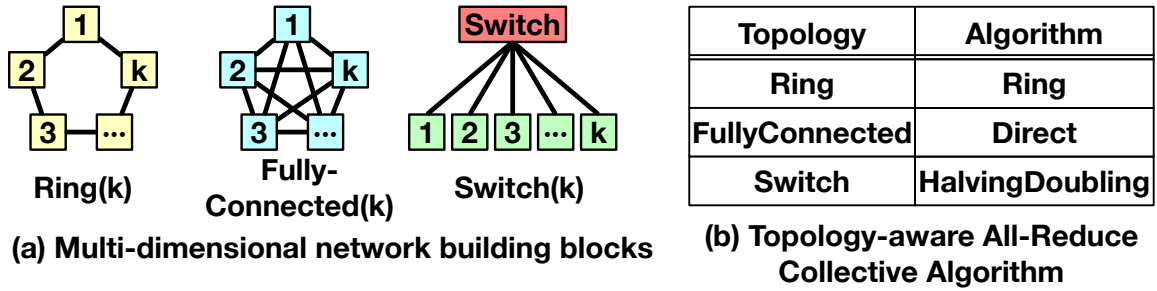 1
2
k
3
...
Ring(k)
1
2
k
3
...
Fully-
Connected(k)
Switch
1 2 3 ... k
Switch(k)
(a) Multi-dimensional network building blocks
Topology Algorithm
Ring Ring
FullyConnected Direct
Switch HalvingDoubling
(b) Topology-aware All-Reduce
Collective Algorithm